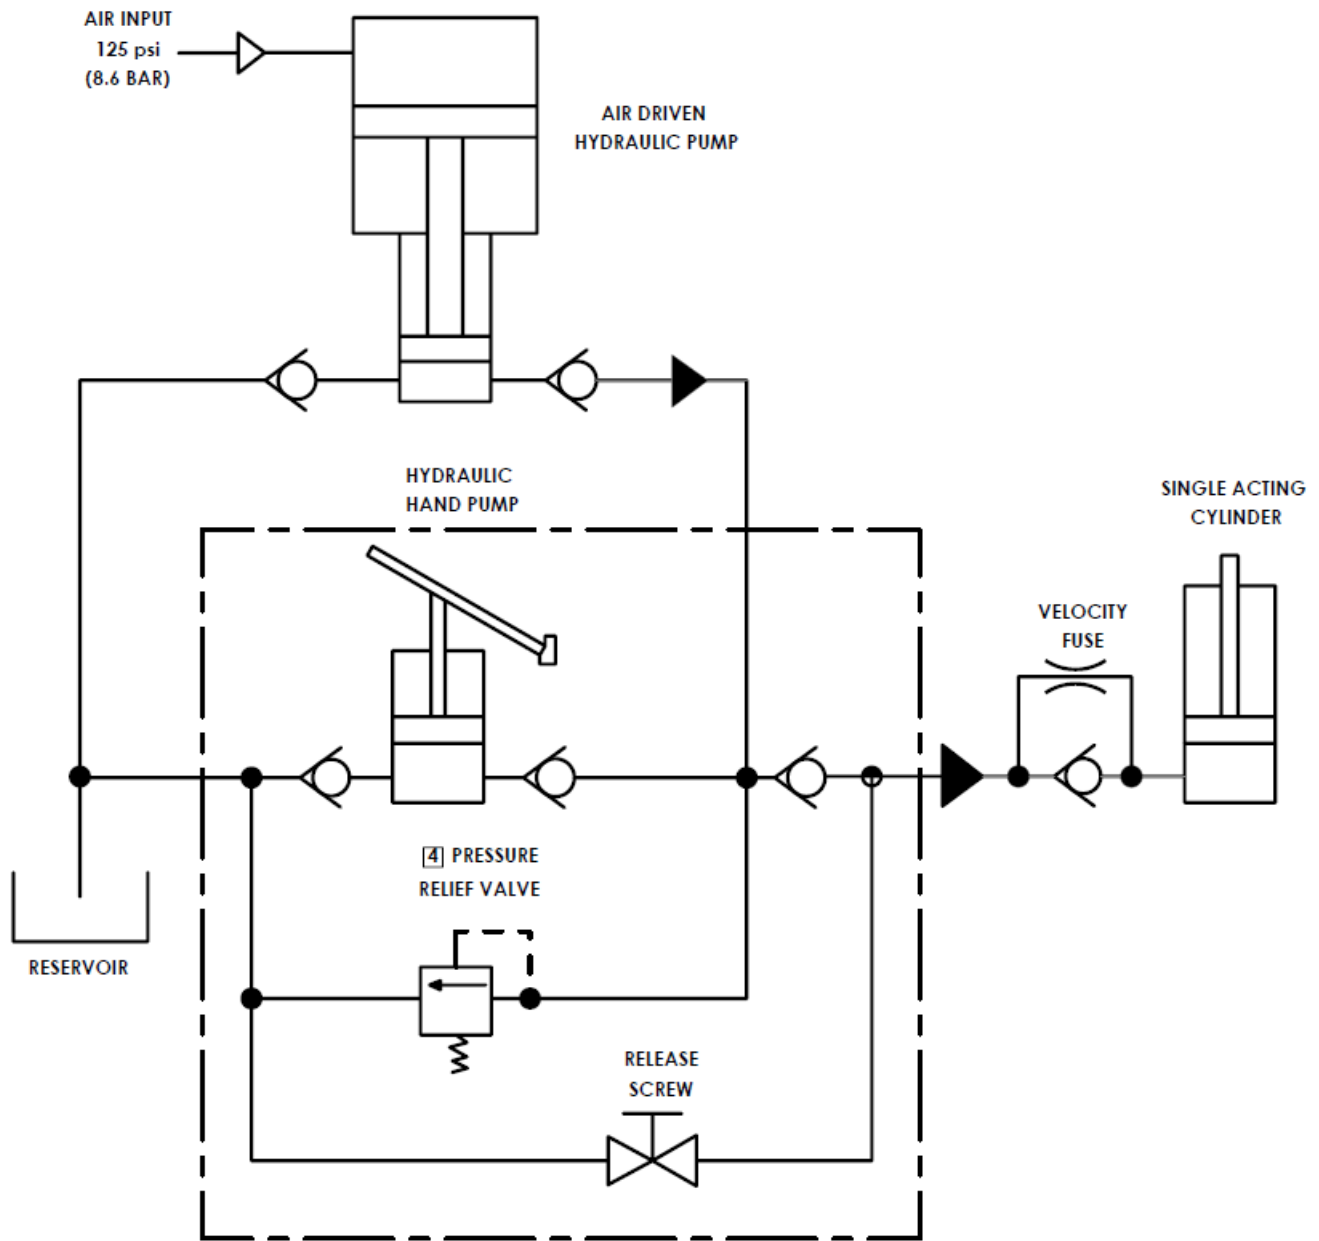 AIR INPUT
125 psi
(8.6 BAR)
AIR DRIVEN
HYDRAULIC PUMP
HYDRAULIC
HAND PUMP
SINGLE ACTING
CYLINDER
VELOCITY
FUSE
4 PRESSURE
RELIEF VALVE
RESERVOIR
RELEASE
SCREW